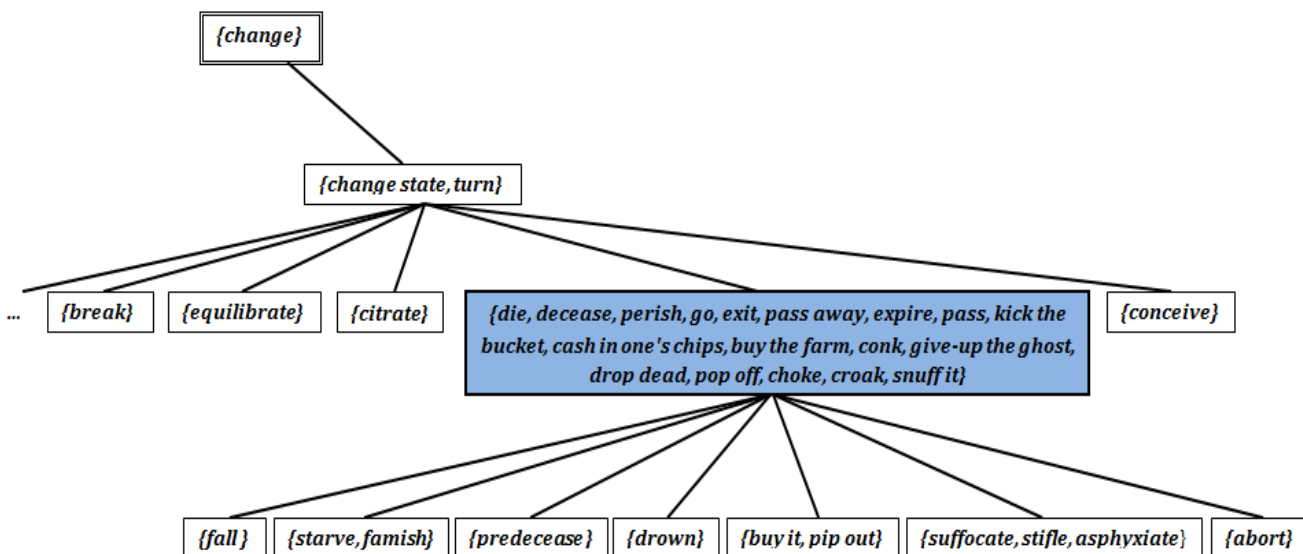 {change}
{change state, turn}
... {break} {equilibrate} {citrate} {die, decease, perish, go, exit, pass away, expire, pass, kick the {conceive}
bucket, cash in one's chips, buy the farm, conk, give-up the ghost,
drop dead, pop off, choke, croak, snuff it}
{fall} {starve, famish} {predecease} {drown} {buy it, pip out} {suffocate, stifle, asphyxiate} {abort}